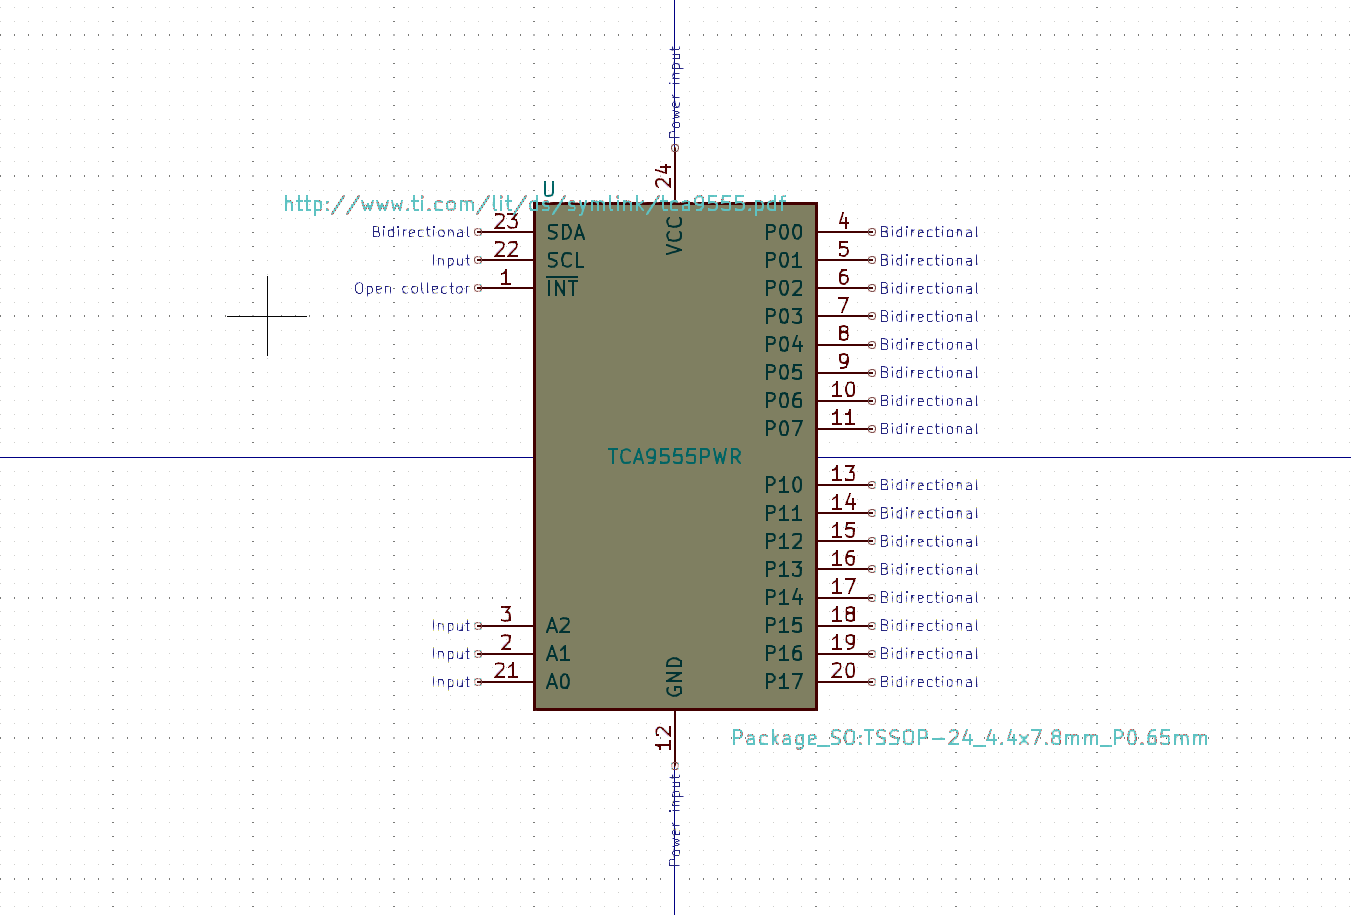 Power input
24
U
http://www.ti.com/lit/ds/symlink/tca9555.pdf
VCC
Bidirectional 23 SDA P00 4 Bidirectional
Input 22 SCL P01 5 Bidirectional
Open collector 1 INT P02 6 Bidirectional
P03 7 Bidirectional
P04 8 Bidirectional
P05 9 Bidirectional
P06 10 Bidirectional
P07 11 Bidirectional
TCA9555PWR
P10 13 Bidirectional
P11 14 Bidirectional
P12 15 Bidirectional
P13 16 Bidirectional
P14 17 Bidirectional
Input 3 A2 P15 18 Bidirectional
Input 2 A1 P16 19 Bidirectional
Input 21 A0 P17 20 Bidirectional
GND
12
Package_SO:TSSOP-24_4.4x7.8mm_P0.65mm
Power input